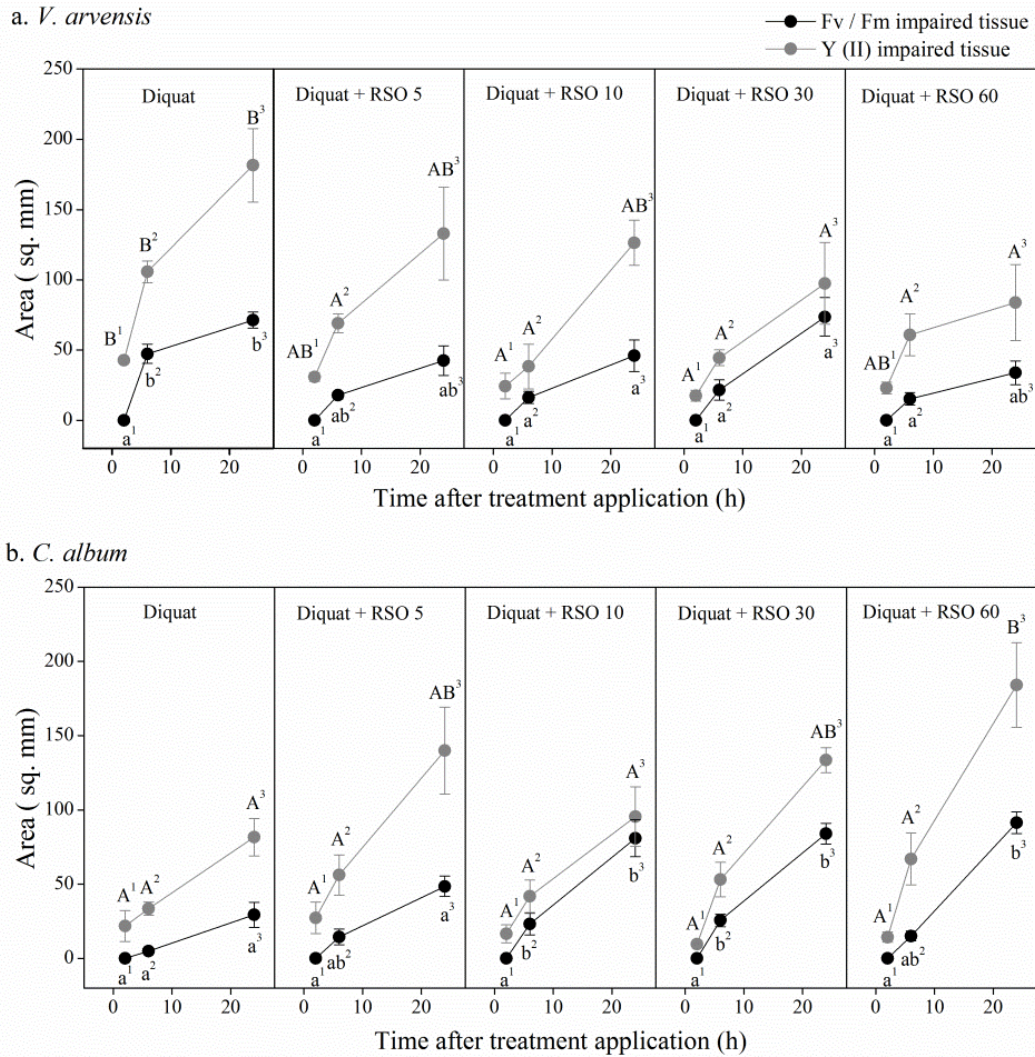 a. V. arvensis
Fv / Fm impaired tissue
Y (II) impaired tissue
Area ( sq. mm)
250
200
150
100
50
0
Diquat
Diquat + RSO 5
Diquat + RSO 10
Diquat + RSO 30
Diquat + RSO 60
B¹ B² B³
a¹ b² b³
AB¹ A² AB³
a¹ ab² ab³
A¹ A² AB³
a¹ a² a³
A¹ A² A³
a¹ a² a³
AB¹ A² A³
a¹ a² ab³
0 10 20 0 10 20 0 10 20 0 10 20 0 10 20
Time after treatment application (h)
b. C. album
Area ( sq. mm)
250
200
150
100
50
0
Diquat
Diquat + RSO 5
Diquat + RSO 10
Diquat + RSO 30
Diquat + RSO 60
A¹ A² A³
a¹ a² a³
A¹ A² AB³
a¹ ab² a³
A¹ A² A³
a¹ b² b³
A¹ A² AB³
a¹ b² b³
A¹ A² B³
a¹ ab² b³
0 10 20 0 10 20 0 10 20 0 10 20 0 10 20
Time after treatment application (h)